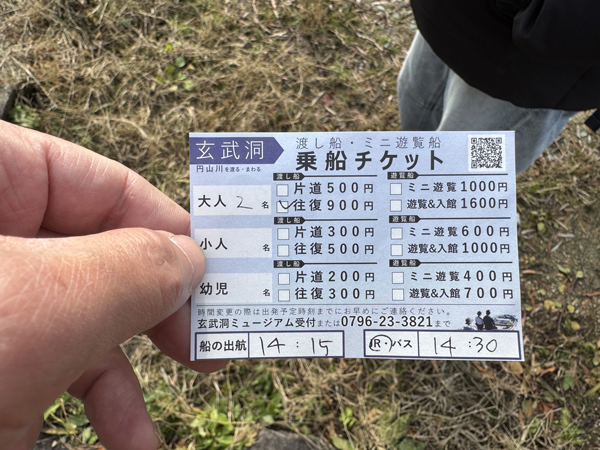 玄武洞
円山川を渡る・まわる
渡し船・ミニ遊覧船
乗船チケット
大人 2 名
渡し船
片道500円
往復900円
遊覧船
ミニ遊覧1000円
遊覧&入館1600円
小人 名
渡し船
片道300円
往復500円
遊覧船
ミニ遊覧600円
遊覧&入館1000円
幼児 名
渡し船
片道200円
往復300円
遊覧船
ミニ遊覧400円
遊覧&入館700円
時間変更の際は出発予定時刻までにお早めにご連絡ください。
玄武洞ミュージアム受付または0796-23-3821まで
船の出航 14:15
JR・バス 14:30